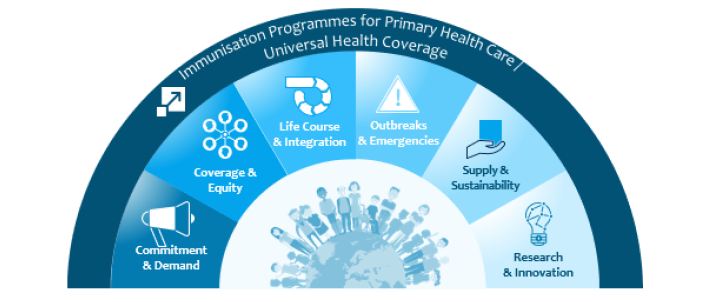 Immunisation Programmes for Primary Health Care /
Universal Health Coverage
Commitment
& Demand
Coverage &
Equity
Life Course
& Integration
Outbreaks
& Emergencies
Supply &
Sustainability
Research
& Innovation